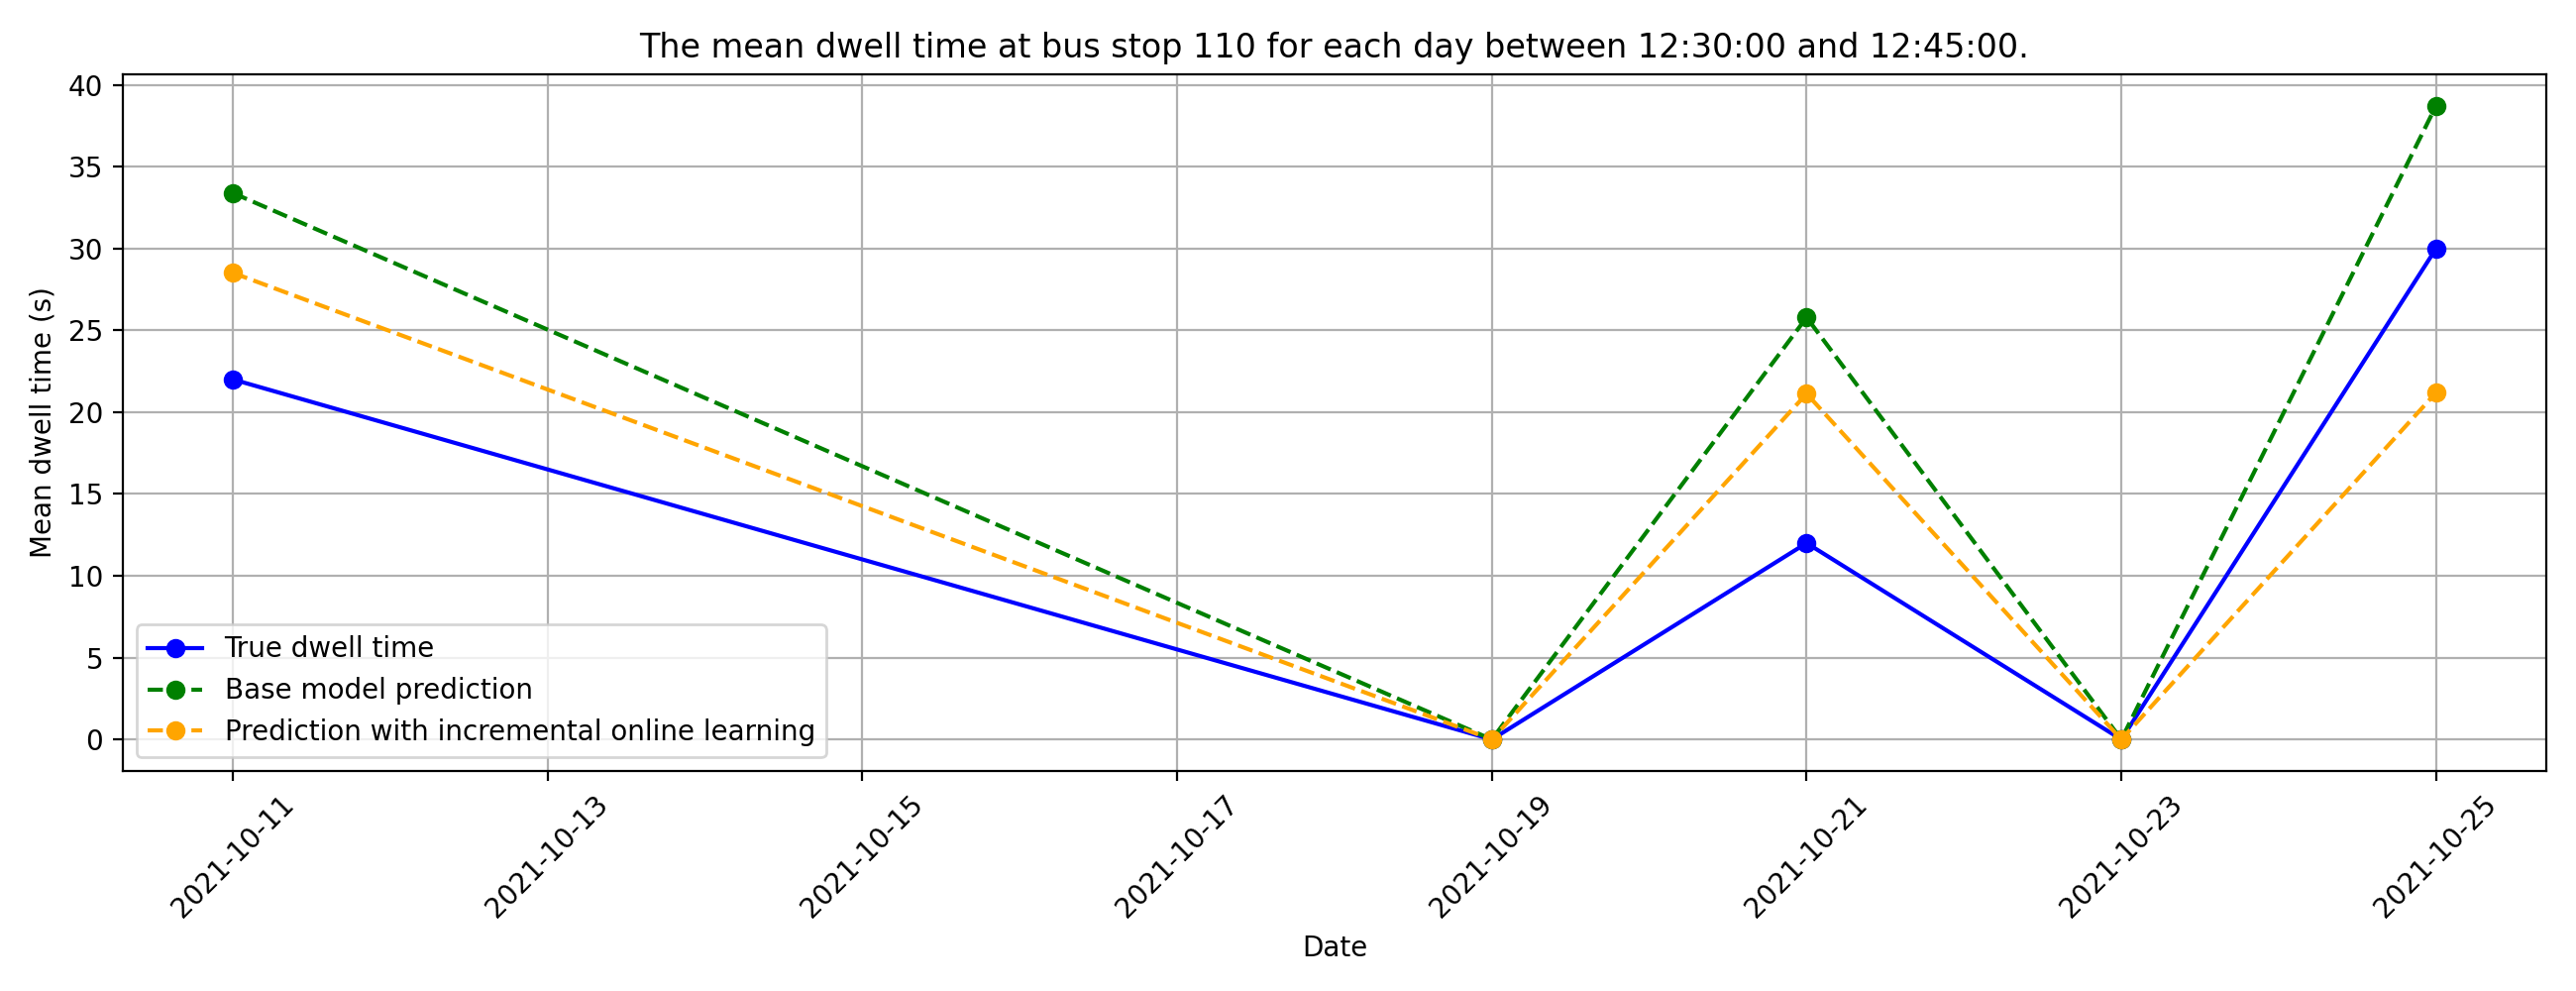 The mean dwell time at bus stop 110 for each day between 12:30:00 and 12:45:00.
40
35
30
25
20
15
10
5
0
Mean dwell time (s)
True dwell time
Base model prediction
Prediction with incremental online learning
2021-10-11
2021-10-13
2021-10-15
2021-10-17
2021-10-19
2021-10-21
2021-10-23
2021-10-25
Date